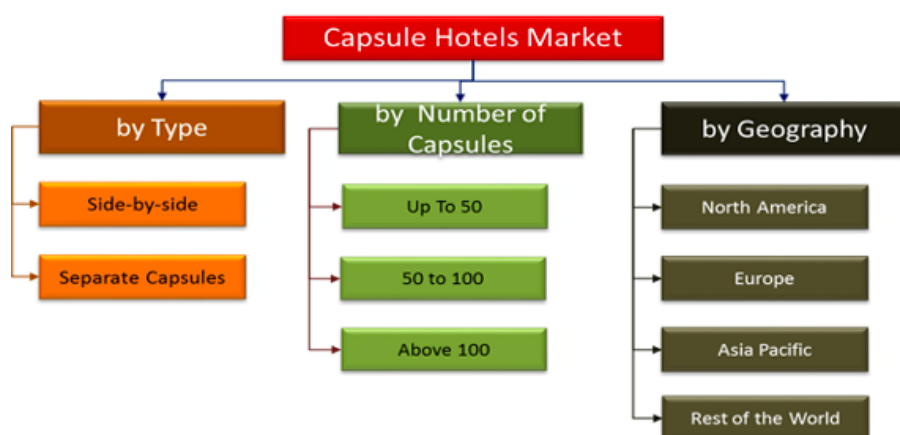 Capsule Hotels Market
by Type
Side-by-side
Separate Capsules
by Number of
Capsules
Up To 50
50 to 100
Above 100
by Geography
North America
Europe
Asia Pacific
Rest of the World